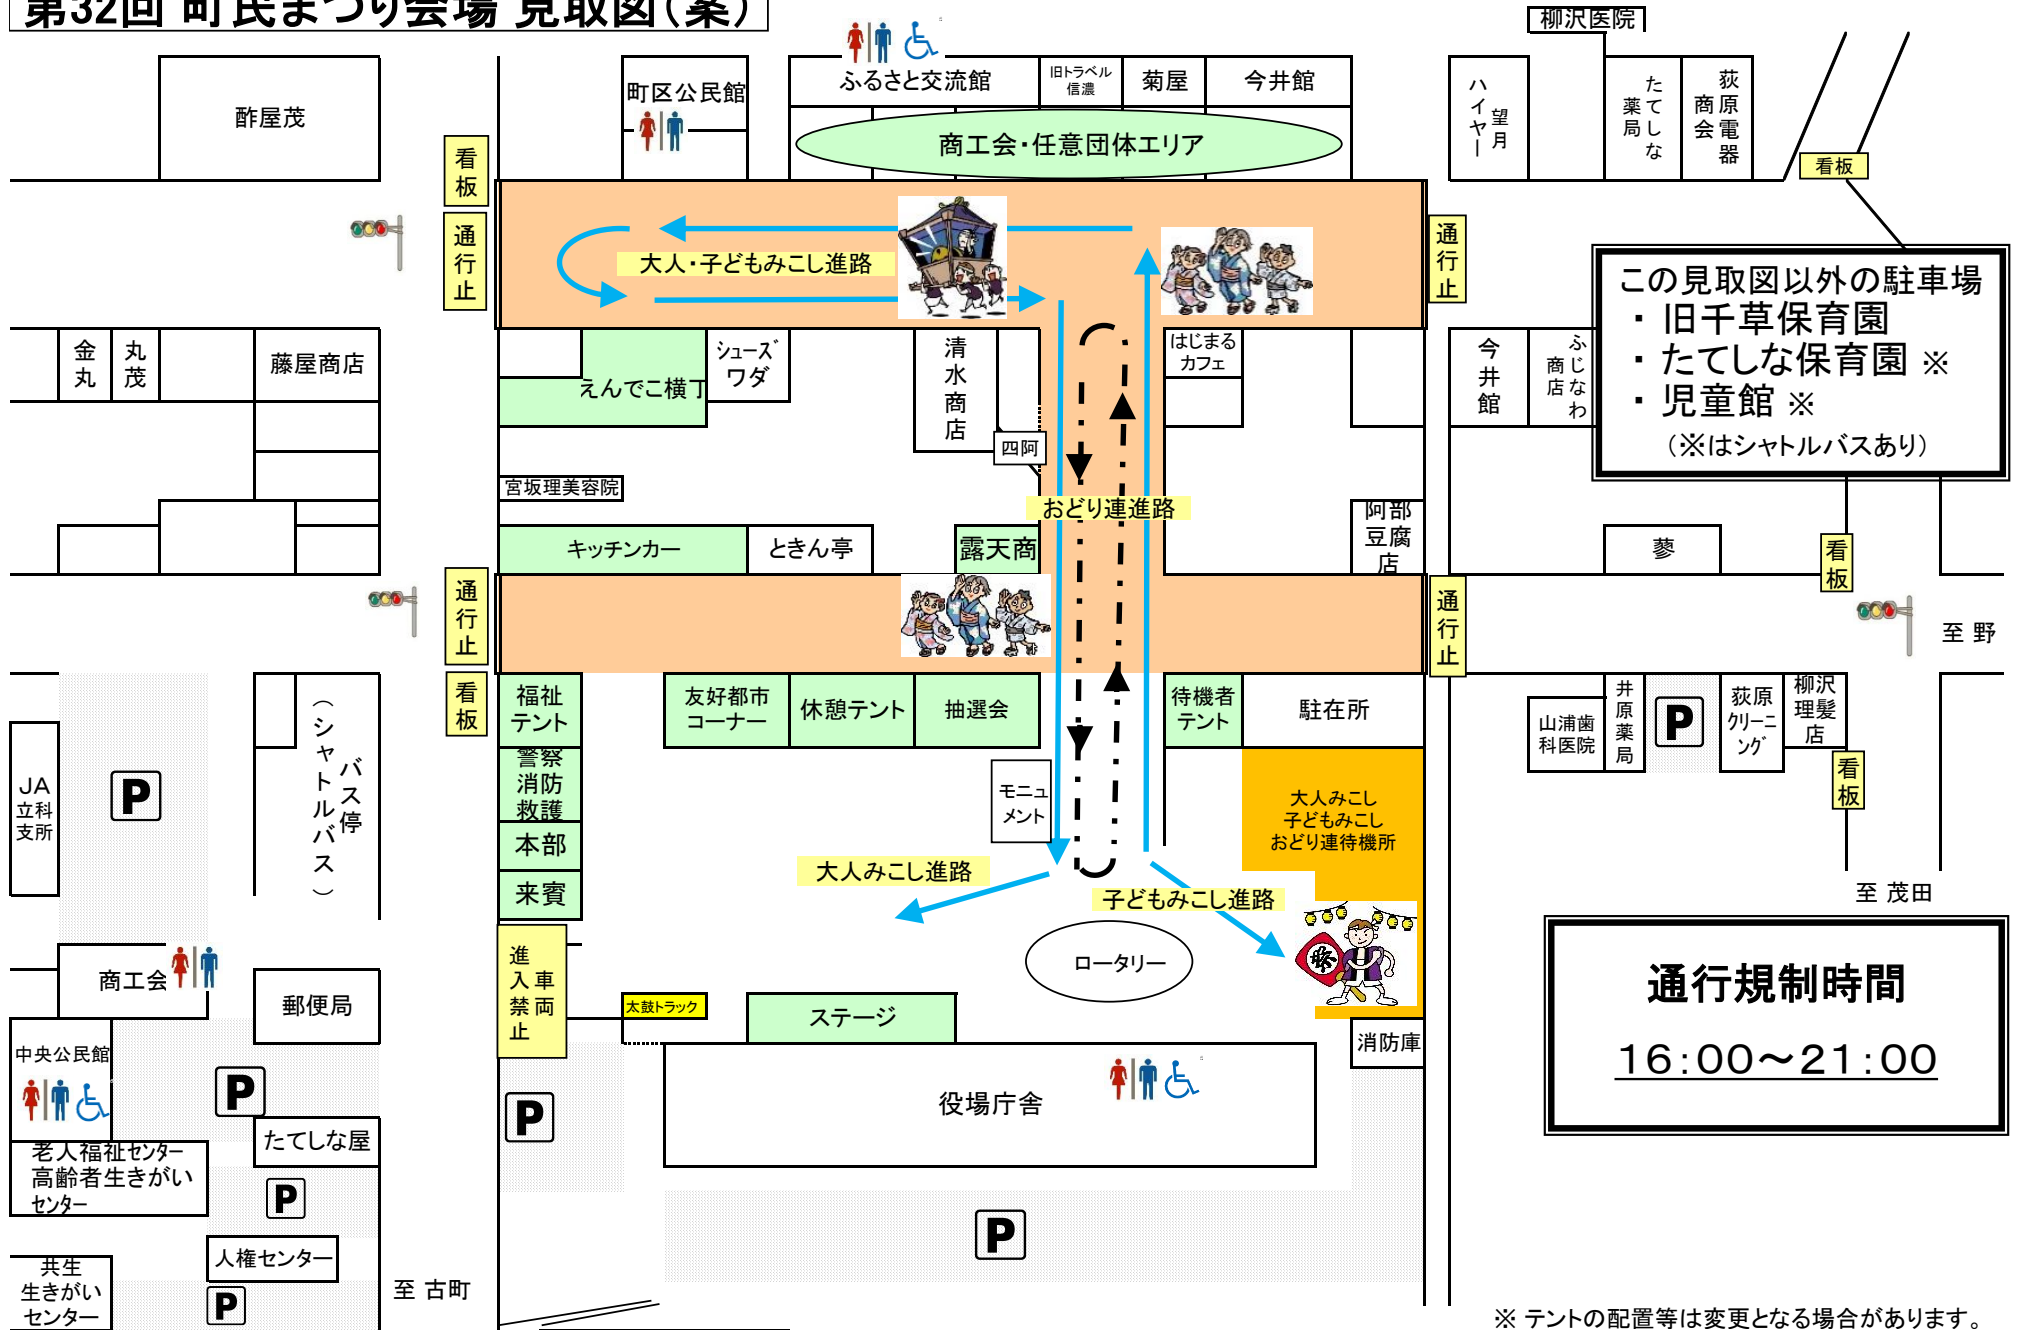 第32回 町民まつり会場 見取図(案)
柳沢医院
酢屋茂
町区公民館
ふるさと交流館
旧トラベル
信濃
菊屋
今井館
商工会・任意団体エリア
望月
ハイヤー
たてしな
薬局
荻原電器
商会
看板
看板
通行止
大人・子どもみこし進路
通行止
この見取図以外の駐車場
・旧千草保育園
・たてしな保育園 ※
・児童館 ※
(※はシャトルバスあり)
金丸
丸茂
藤屋商店
えんでこ横丁
シューズ
ワダ
清水商店
四阿
はじまる
カフェ
今井館
ふじなわ
商店
宮坂理美容院
おどり連進路
キッチンカー
ときん亭
露天商
阿部
豆腐
店
蓼
看板
通行止
通行止
至 野
看板
福祉
テント
友好都市
コーナー
休憩テント
抽選会
待機者
テント
駐在所
山浦歯
科医院
井原薬局
P
荻原
クリーニ
ング
柳沢
理髪
店
看板
JA
立科
支所
P
バス停
(シャトルバス)
警察
消防
救護
本部
来賓
モニュ
メント
大人みこし
子どもみこし
おどり連待機所
大人みこし進路
子どもみこし進路
至 茂田
ロータリー
商工会
郵便局
車両
進入禁止
太鼓トラック
ステージ
消防庫
通行規制時間
16:00～21:00
中央公民館
P
P
役場庁舎
たてしな屋
老人福祉センター
高齢者生きがい
センター
P
P
人権センター
共生
生きがい
センター
P
至 古町
※ テントの配置等は変更となる場合があります。